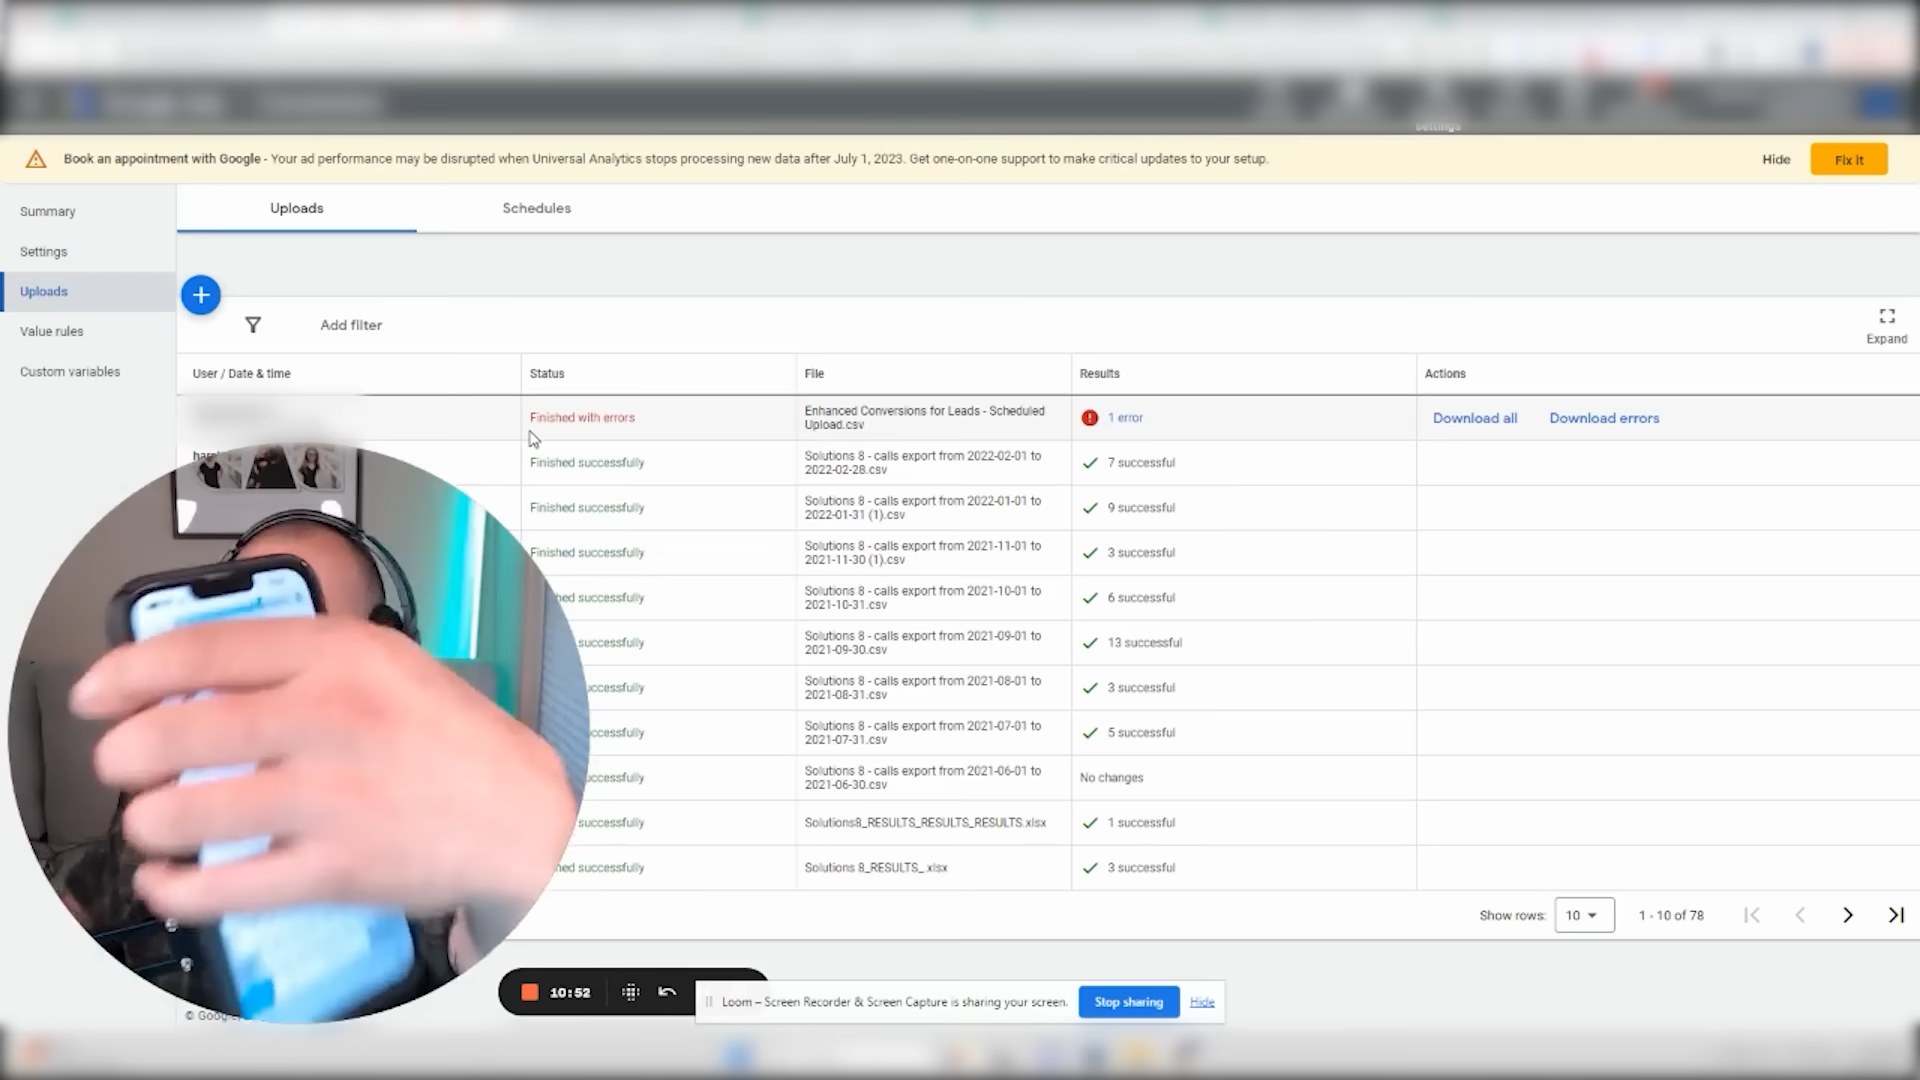 Settings
Book an appointment with Google - Your ad performance may be disrupted when Universal Analytics stops processing new data after July 1, 2023. Get one-on-one support to make critical updates to your setup.
Hide
Fix it
Summary
Settings
Uploads
Value rules
Custom variables
Uploads
Schedules
Add filter
Expand
User / Date & time
Status
File
Results
Actions
Finished with errors
Enhanced Conversions for Leads - Scheduled
Upload.csv
1 error
Download all
Download errors
Finished successfully
Solutions 8 - calls export from 2022-02-01 to
2022-02-28.csv
7 successful
Finished successfully
Solutions 8 - calls export from 2022-01-01 to
2022-01-31 (1).csv
9 successful
Finished successfully
Solutions 8 - calls export from 2021-11-01 to
2021-11-30 (1).csv
3 successful
hed successfully
Solutions 8 - calls export from 2021-10-01 to
2021-10-31.csv
6 successful
successfully
Solutions 8 - calls export from 2021-09-01 to
2021-09-30.csv
13 successful
uccessfully
Solutions 8 - calls export from 2021-08-01 to
2021-08-31.csv
3 successful
ccessfully
Solutions 8 - calls export from 2021-07-01 to
2021-07-31.csv
5 successful
uccessfully
Solutions 8 - calls export from 2021-06-01 to
2021-06-30.csv
No changes
successfully
Solutions8_RESULTS_RESULTS_RESULTS.xlsx
1 successful
hed successfully
Solutions 8_RESULTS_.xlsx
3 successful
Show rows:
10
1 - 10 of 78
10:52
Loom – Screen Recorder & Screen Capture is sharing your screen.
Stop sharing
Hide
© Goog